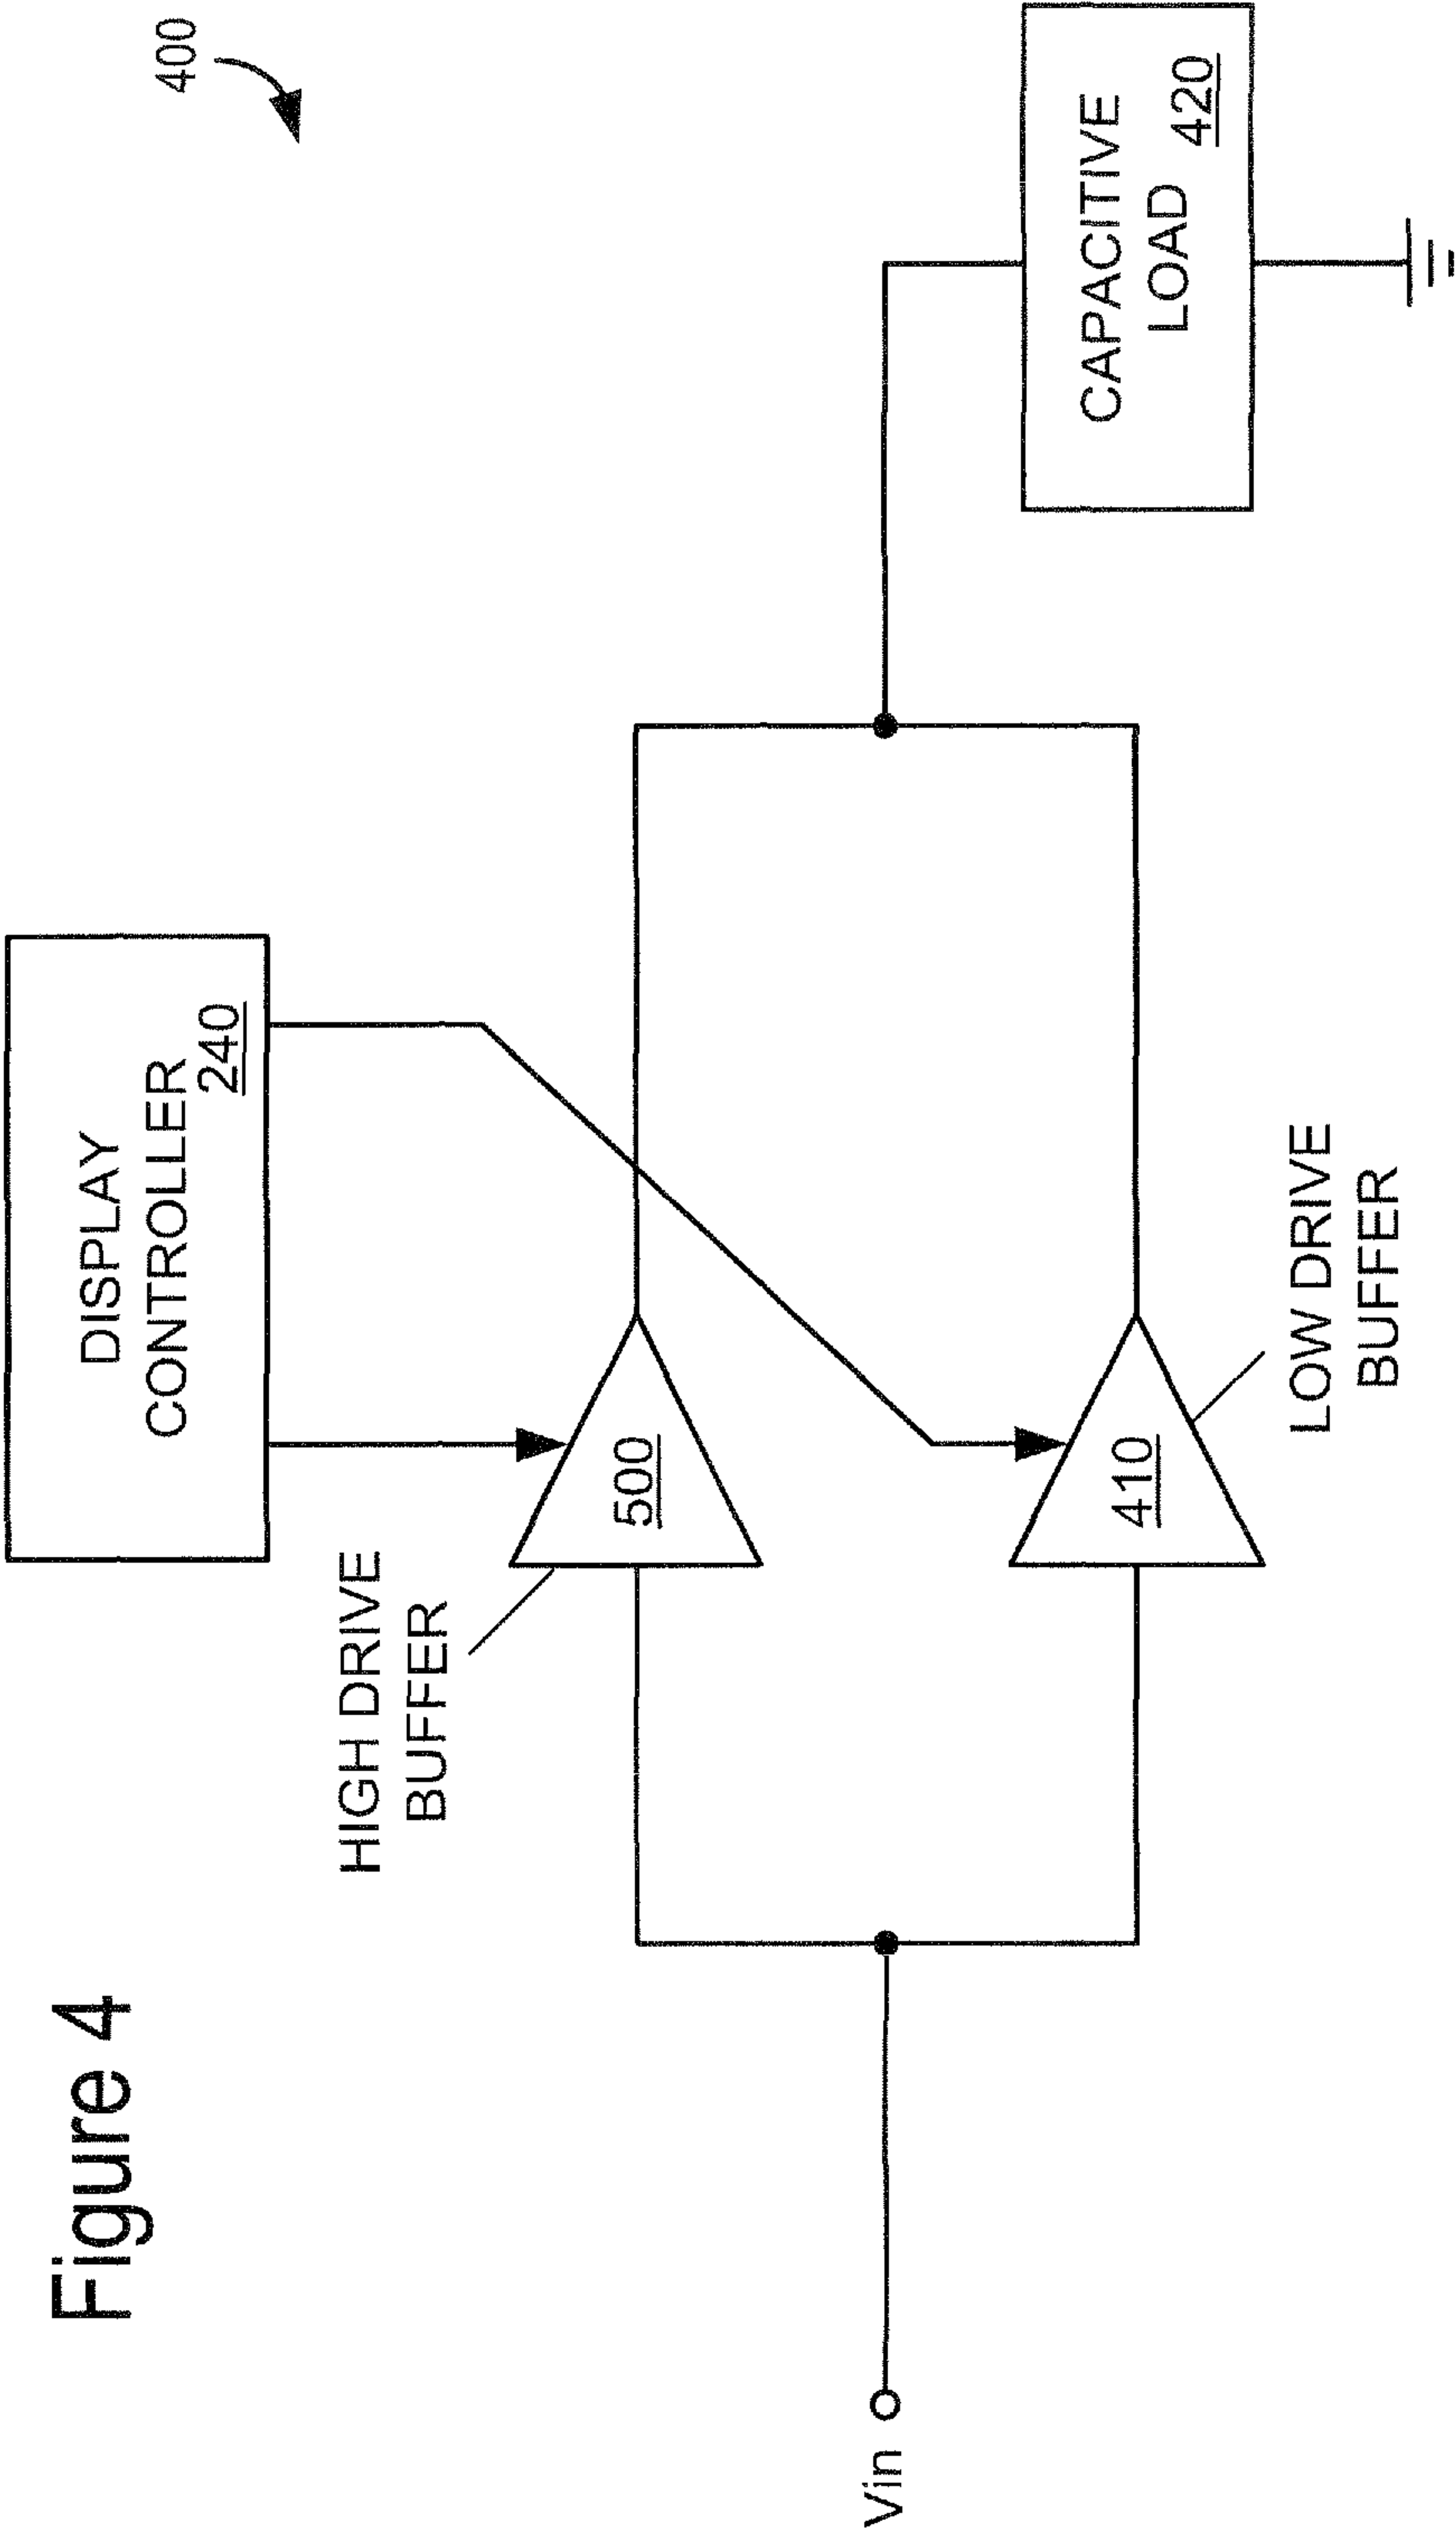 Figure 4
400
DISPLAY
CONTROLLER
240
HIGH DRIVE
BUFFER
500
Vin
410
LOW DRIVE
BUFFER
CAPACITIVE
LOAD
420